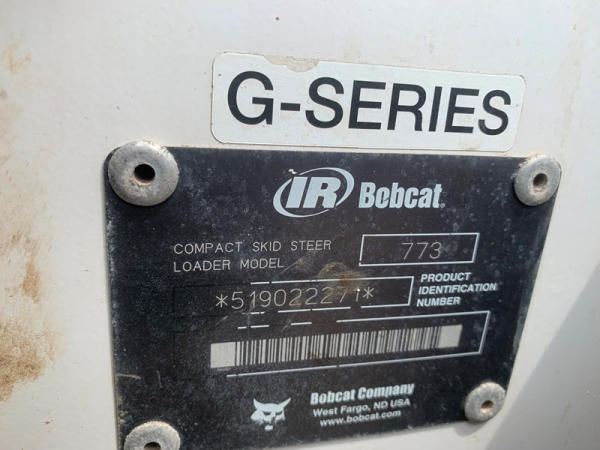 G-SERIES
IR Bobcat
COMPACT SKID STEER
LOADER MODEL 773
*519022271*
PRODUCT
IDENTIFICATION
NUMBER
Bobcat Company
West Fargo, ND USA
www.bobcat.com